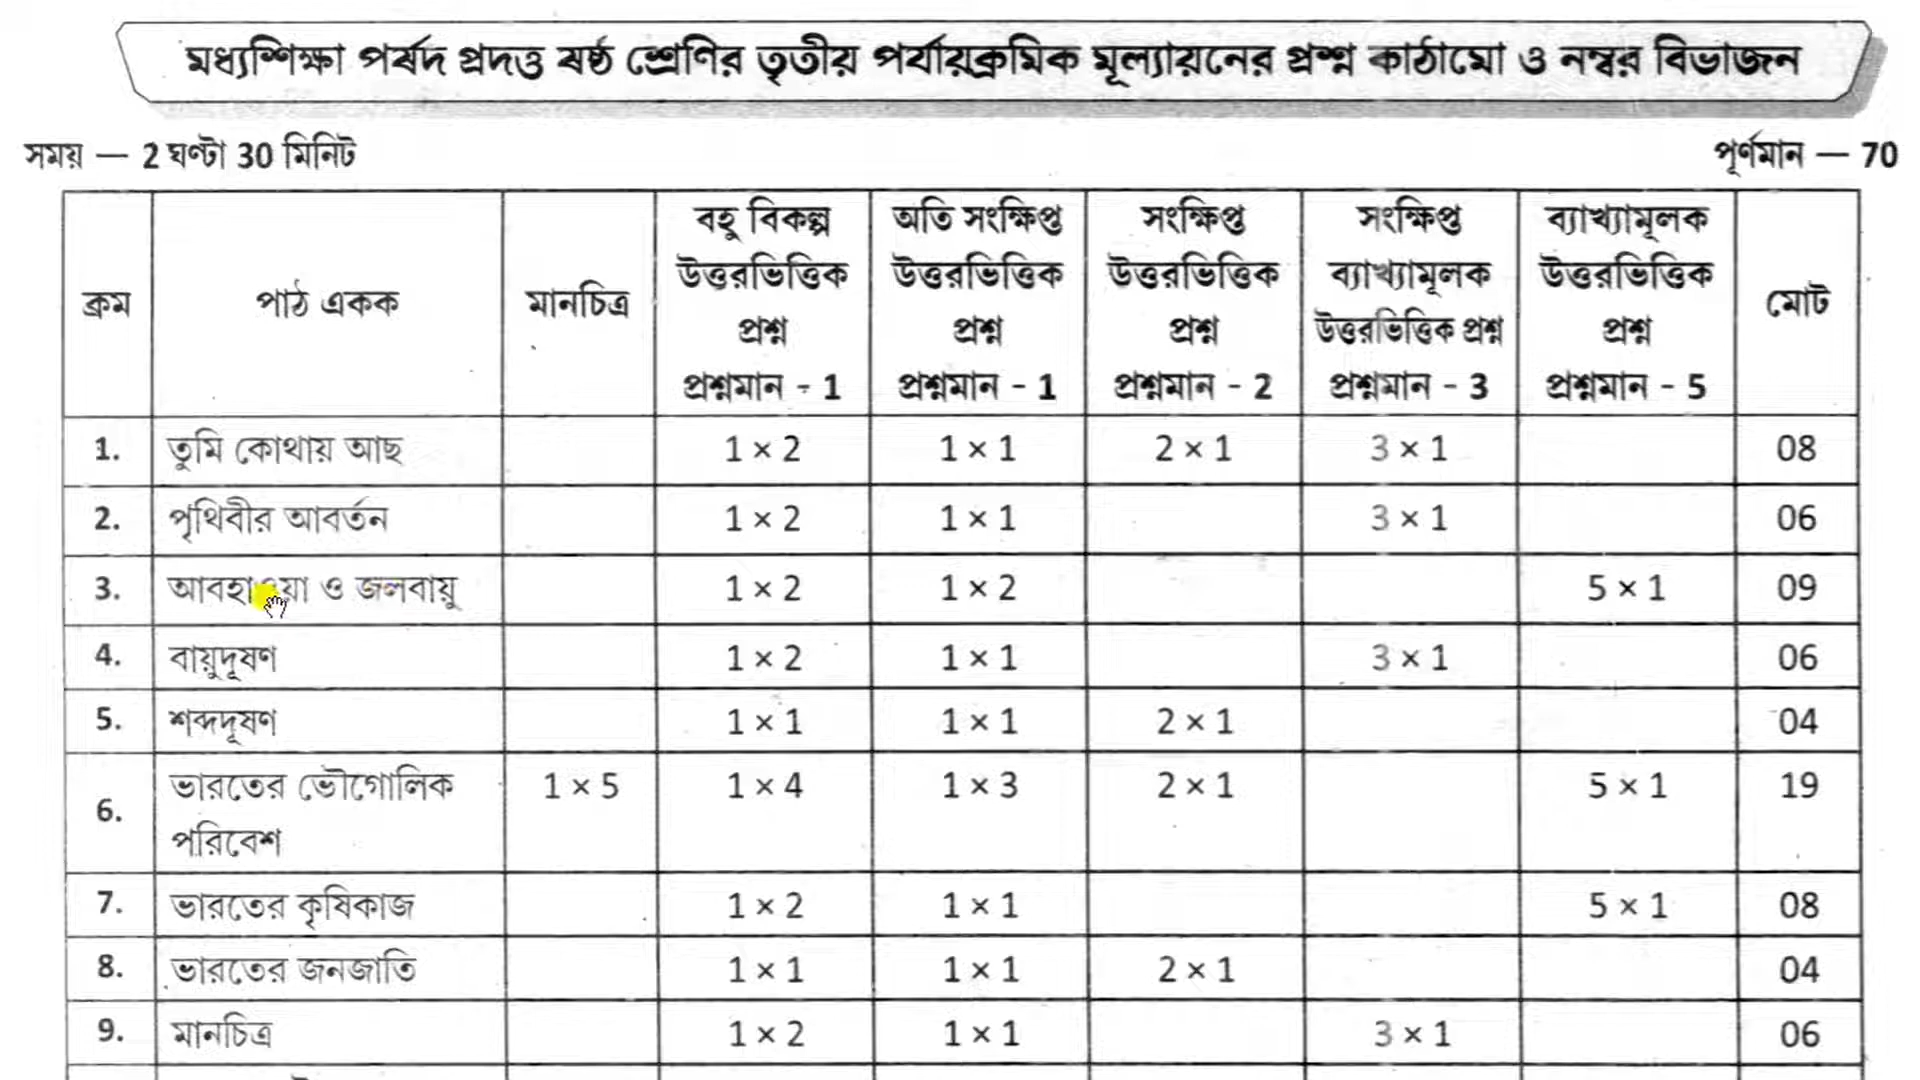 মধ্যশিক্ষা পর্ষদ প্রদত্ত ষষ্ঠ শ্রেণির তৃতীয় পর্যায়ক্রমিক মূল্যায়নের প্রশ্ন কাঠামো ও নম্বর বিভাজন
সময় — 2 ঘণ্টা 30 মিনিট পূর্ণমান — 70
ক্রম পাঠ একক মানচিত্র বহু বিকল্প উত্তরভিত্তিক প্রশ্ন প্রশ্নমান - 1 অতি সংক্ষিপ্ত উত্তরভিত্তিক প্রশ্ন প্রশ্নমান - 1 সংক্ষিপ্ত উত্তরভিত্তিক প্রশ্ন প্রশ্নমান - 2 সংক্ষিপ্ত ব্যাখ্যামূলক উত্তরভিত্তিক প্রশ্ন প্রশ্নমান - 3 ব্যাখ্যামূলক উত্তরভিত্তিক প্রশ্ন প্রশ্নমান - 5 মোট
1. তুমি কোথায় আছ 1 × 2 1 × 1 2 × 1 3 × 1 08
2. পৃথিবীর আবর্তন 1 × 2 1 × 1 3 × 1 06
3. আবহাওয়া ও জলবায়ু 1 × 2 1 × 2 5 × 1 09
4. বায়ুদূষণ 1 × 2 1 × 1 3 × 1 06
5. শব্দদূষণ 1 × 1 1 × 1 2 × 1 04
6. ভারতের ভৌগোলিক 1 × 5 1 × 4 1 × 3 2 × 1 5 × 1 19
পরিবেশ
7. ভারতের কৃষিকাজ 1 × 2 1 × 1 5 × 1 08
8. ভারতের জনজাতি 1 × 1 1 × 1 2 × 1 04
9. মানচিত্র 1 × 2 1 × 1 3 × 1 06